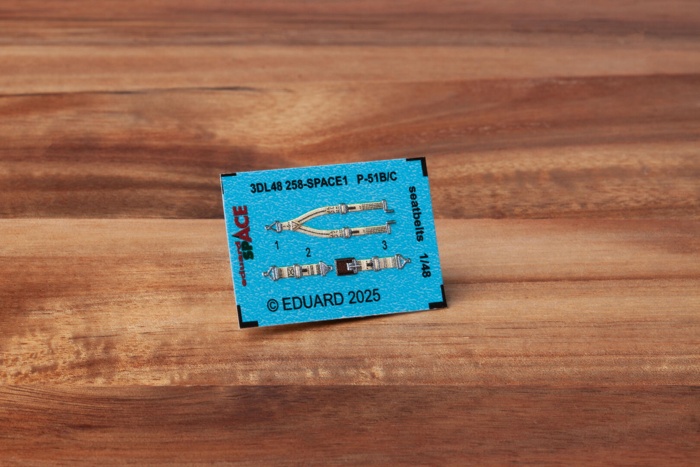 3DL48 258-SPACE1 P-51B/C
SPACE
seatbelts 1/48
1
2
3
© EDUARD 2025